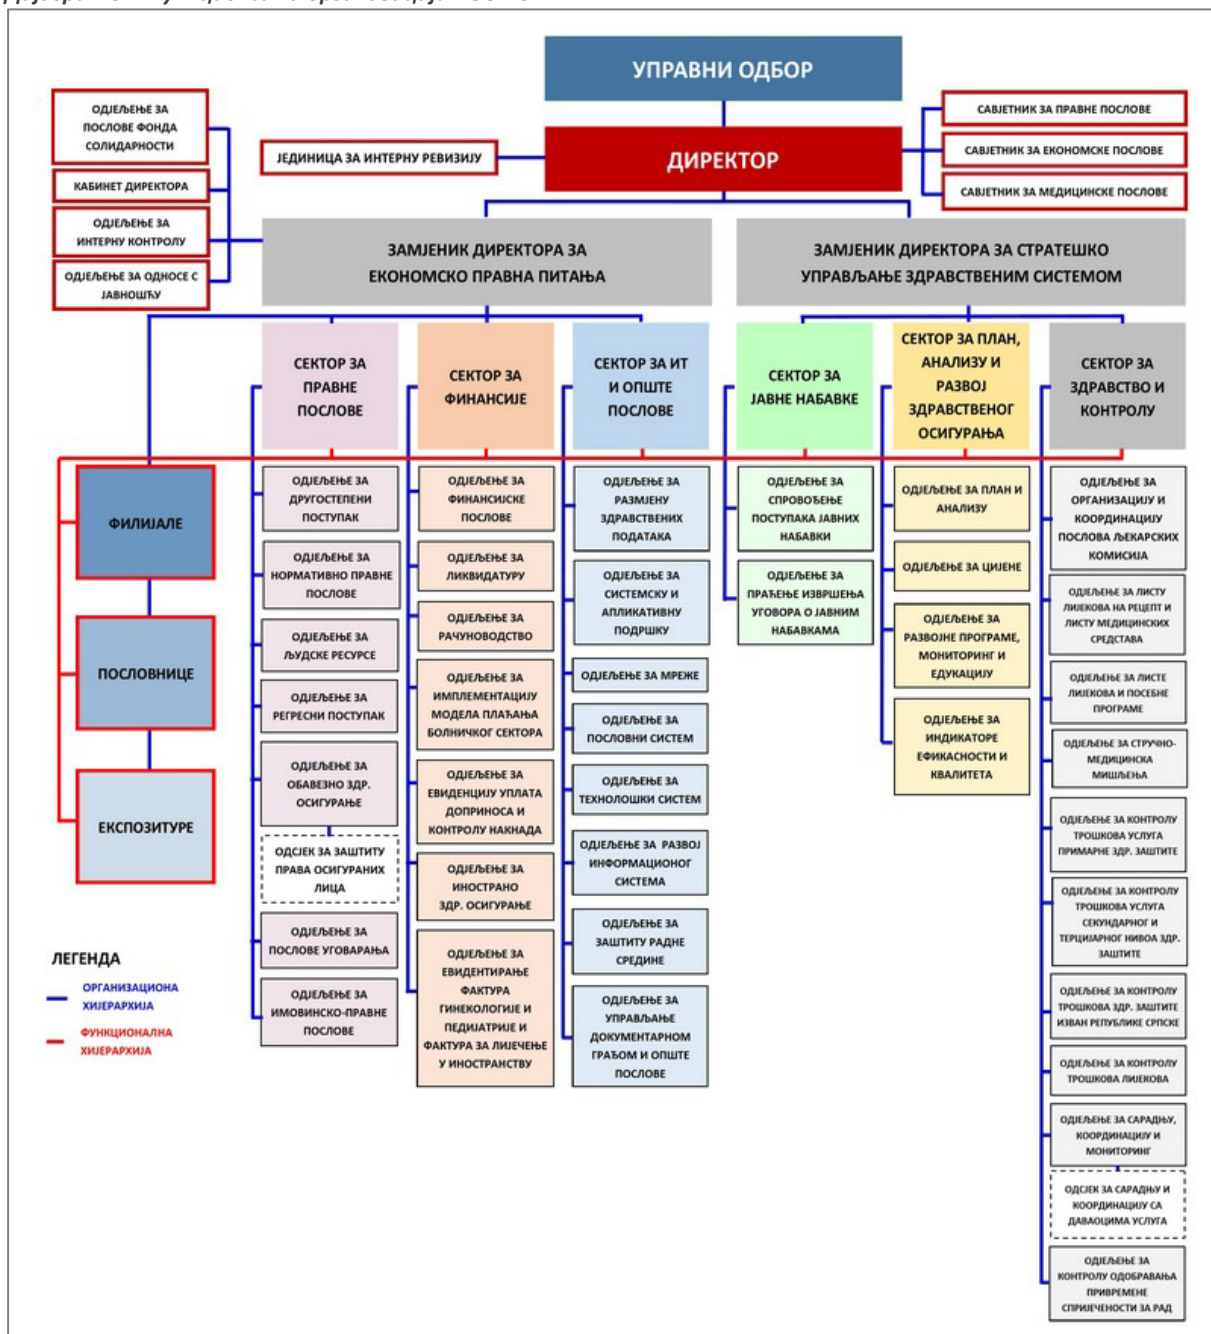 УПРАВНИ ОДБОР
ДИРЕКТОР
ЈЕДИНИЦА ЗА ИНТЕРНУ РЕВИЗИЈУ
САВЈЕТНИК ЗА ПРАВНЕ ПОСЛОВЕ
САВЈЕТНИК ЗА ЕКОНОМСКЕ ПОСЛОВЕ
САВЈЕТНИК ЗА МЕДИЦИНСКЕ ПОСЛОВЕ
ОДЈЕЉЕЊЕ ЗА
ПОСЛОВЕ ФОНДА
СОЛИДАРНОСТИ
КАБИНЕТ ДИРЕКТОРА
ОДЈЕЉЕЊЕ ЗА
ИНТЕРНУ КОНТРОЛУ
ОДЈЕЉЕЊЕ ЗА ОДНОСЕ С
ЈАВНОШЋУ
ЗАМЈЕНИК ДИРЕКТОРА ЗА
ЕКОНОМСКО ПРАВНА ПИТАЊА
ЗАМЈЕНИК ДИРЕКТОРА ЗА СТРАТЕШКО
УПРАВЉАЊЕ ЗДРАВСТВЕНИМ СИСТЕМОМ
СЕКТОР ЗА
ПРАВНЕ
ПОСЛОВЕ
СЕКТОР ЗА
ФИНАНСИЈЕ
СЕКТОР ЗА ИТ
И ОПШТЕ
ПОСЛОВЕ
СЕКТОР ЗА
ЈАВНЕ НАБАВКЕ
СЕКТОР ЗА ПЛАН,
АНАЛИЗУ И
РАЗВОЈ
ЗДРАВСТВЕНОГ
ОСИГУРАЊА
СЕКТОР ЗА
ЗДРАВСТВО И
КОНТРОЛУ
ФИЛИЈАЛЕ
ПОСЛОВНИЦЕ
ЕКСПОЗИТУРЕ
ОДЈЕЉЕЊЕ ЗА
ДРУГОСТЕПЕНИ
ПОСТУПАК
ОДЈЕЉЕЊЕ ЗА
НОРМАТИВНО ПРАВНЕ
ПОСЛОВЕ
ОДЈЕЉЕЊЕ ЗА
ЉУДСКЕ РЕСУРСЕ
ОДЈЕЉЕЊЕ ЗА
РЕГРЕСНИ ПОСТУПАК
ОДЈЕЉЕЊЕ ЗА
ОБАВЕЗНО ЗДР.
ОСИГУРАЊЕ
ОДСЈЕК ЗА ЗАШТИТУ
ПРАВА ОСИГУРАНИХ
ЛИЦА
ОДЈЕЉЕЊЕ ЗА
ПОСЛОВЕ УГОВАРАЊА
ОДЈЕЉЕЊЕ ЗА
ИМОВИНСКО-ПРАВНЕ
ПОСЛОВЕ
ОДЈЕЉЕЊЕ ЗА
ФИНАНСИЈСКЕ
ПОСЛОВЕ
ОДЈЕЉЕЊЕ ЗА
ЛИКВИДАТУРУ
ОДЈЕЉЕЊЕ ЗА
РАЧУНОВОДСТВО
ОДЈЕЉЕЊЕ ЗА
ИМПЛЕМЕНТАЦИЈУ
МОДЕЛА ПЛАЋАЊА
БОЛНИЧКОГ СЕКТОРА
ОДЈЕЉЕЊЕ ЗА
ЕВИДЕНЦИЈУ УПЛАТА
ДОПРИНОСА И
КОНТРОЛУ НАКНАДА
ОДЈЕЉЕЊЕ ЗА
ИНОСТРАНО
ЗДР. ОСИГУРАЊЕ
ОДЈЕЉЕЊЕ ЗА
ЕВИДЕНТИРАЊЕ
ФАКТУРА
ГИНЕКОЛОГИЈЕ И
ПЕДИЈАТРИЈЕ И
ФАКТУРА ЗА ЛИЈЕЧЕЊЕ
У ИНОСТРАНСТВУ
ОДЈЕЉЕЊЕ ЗА
РАЗМЈЕНУ
ЗДРАВСТВЕНИХ
ПОДАТАКА
ОДЈЕЉЕЊЕ ЗА
СИСТЕМСКУ И
АПЛИКАТИВНУ
ПОДРШКУ
ОДЈЕЉЕЊЕ ЗА МРЕЖЕ
ОДЈЕЉЕЊЕ ЗА
ПОСЛОВНИ СИСТЕМ
ОДЈЕЉЕЊЕ ЗА
ТЕХНОЛОШКИ СИСТЕМ
ОДЈЕЉЕЊЕ ЗА РАЗВОЈ
ИНФОРМАЦИОНОГ
СИСТЕМА
ОДЈЕЉЕЊЕ ЗА
ЗАШТИТУ РАДНЕ
СРЕДИНЕ
ОДЈЕЉЕЊЕ ЗА
УПРАВЉАЊЕ
ДОКУМЕНТАРНОМ
ГРАЂОМ И ОПШТЕ
ПОСЛОВЕ
ОДЈЕЉЕЊЕ ЗА
СПРОВОЂЕЊЕ
ПОСТУПАКА ЈАВНИХ
НАБАВКИ
ОДЈЕЉЕЊЕ ЗА
ПРАЋЕЊЕ ИЗВРШЕЊА
УГОВОРА О ЈАВНИМ
НАБАВКАМА
ОДЈЕЉЕЊЕ ЗА ПЛАН И
АНАЛИЗУ
ОДЈЕЉЕЊЕ ЗА ЦИЈЕНЕ
ОДЈЕЉЕЊЕ ЗА
РАЗВОЈНЕ ПРОГРАМЕ,
МОНИТОРИНГ И
ЕДУКАЦИЈУ
ОДЈЕЉЕЊЕ ЗА
ИНДИКАТОРЕ
ЕФИКАСНОСТИ И
КВАЛИТЕТА
ОДЈЕЉЕЊЕ ЗА
ОРГАНИЗАЦИЈУ И
КООРДИНАЦИЈУ
ПОСЛОВА ЉЕКАРСКИХ
КОМИСИЈА
ОДЈЕЉЕЊЕ ЗА ЛИСТУ
ЛИЈЕКОВА НА РЕЦЕПТ И
ЛИСТУ МЕДИЦИНСКИХ
СРЕДСТАВА
ОДЈЕЉЕЊЕ ЗА ЛИСТЕ
ЛИЈЕКОВА И ПОСЕБНЕ
ПРОГРАМЕ
ОДЈЕЉЕЊЕ ЗА СТРУЧНО-
МЕДИЦИНСКА
МИШЉЕЊА
ОДЈЕЉЕЊЕ ЗА КОНТРОЛУ
ТРОШКОВА УСЛУГА
ПРИМАРНЕ ЗДР. ЗАШТИТЕ
ОДЈЕЉЕЊЕ ЗА КОНТРОЛУ
ТРОШКОВА УСЛУГА
СЕКУНДАРНОГ И
ТЕРЦИЈАРНОГ НИВОА ЗДР.
ЗАШТИТЕ
ОДЈЕЉЕЊЕ ЗА КОНТРОЛУ
ТРОШКОВА ЗДР. ЗАШТИТЕ
ИЗВАН РЕПУБЛИКЕ СРПСКЕ
ОДЈЕЉЕЊЕ ЗА КОНТРОЛУ
ТРОШКОВА ЛИЈЕКОВА
ОДЈЕЉЕЊЕ ЗА САРАДЊУ,
КООРДИНАЦИЈУ И
МОНИТОРИНГ
ОДСЈЕК ЗА САРАДЊУ И
КООРДИНАЦИЈУ СА
ДАВАОЦИМА УСЛУГА
ОДЈЕЉЕЊЕ ЗА
КОНТРОЛУ ОДОБРАВАЊА
ПРИВРЕМЕНЕ
СПРИЈЕЧЕНОСТИ ЗА РАД
ЛЕГЕНДА
ОРГАНИЗАЦИОНА
ХИЈЕРАРХИЈА
ФУНКЦИОНАЛНА
ХИЈЕРАРХИЈА